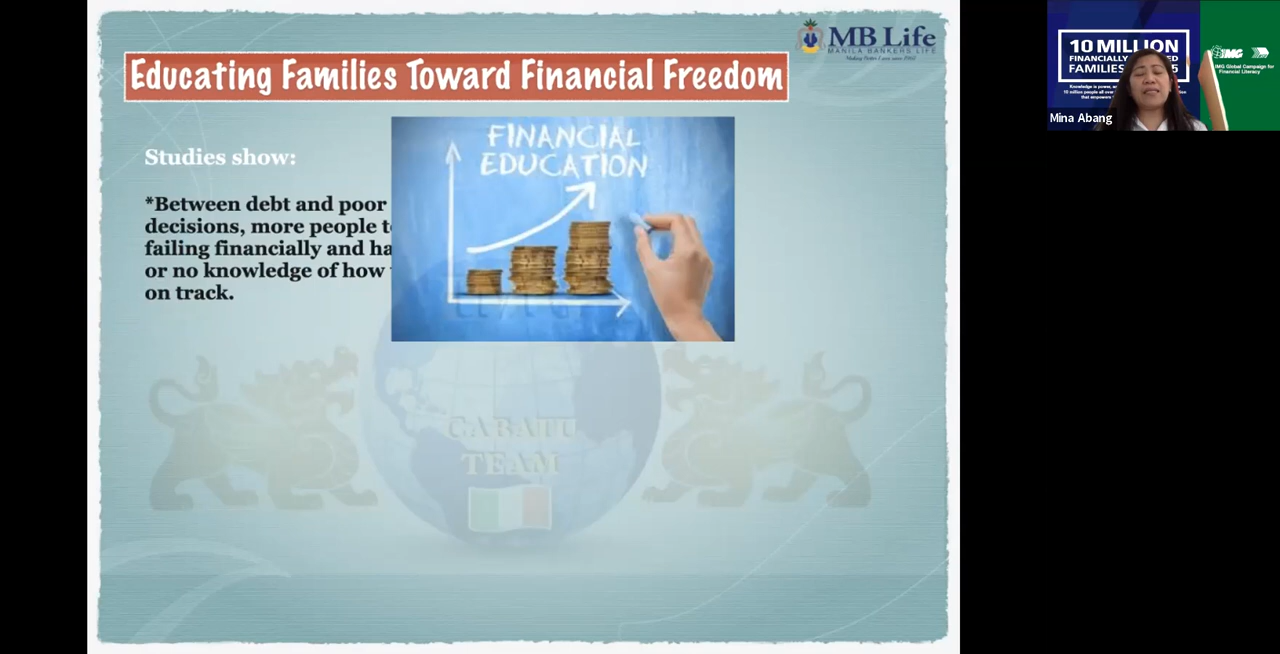 MB Life
MANILA BANKERS LIFE
Educating Families Toward Financial Freedom
Studies show:
*Between debt and poor
decisions, more people t
failing financially and ha
or no knowledge of how
on track.
FINANCIAL
EDUCATION
CABATU
TEAM
10 MILLION
FINANCIALLY
FAMILIES
IMG
IMG Global Campaign for
Financial Literacy
Mina Abang